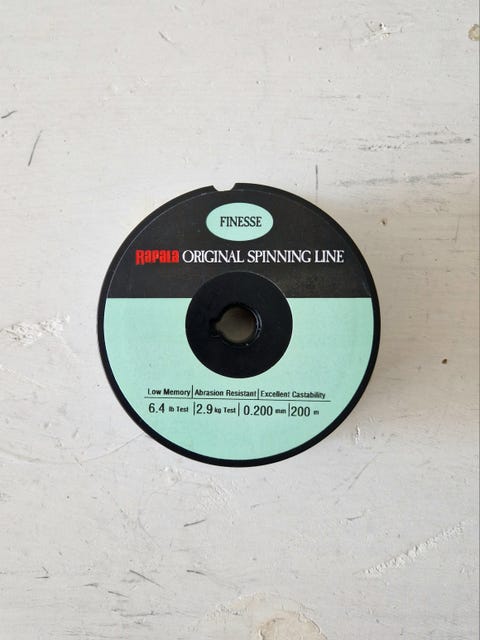 FINESSE
Rapala ORIGINAL SPINNING LINE
Low Memory | Abrasion Resistant | Excellent Castability
6.4 lb Test | 2.9 kg Test | 0.200 mm | 200 m